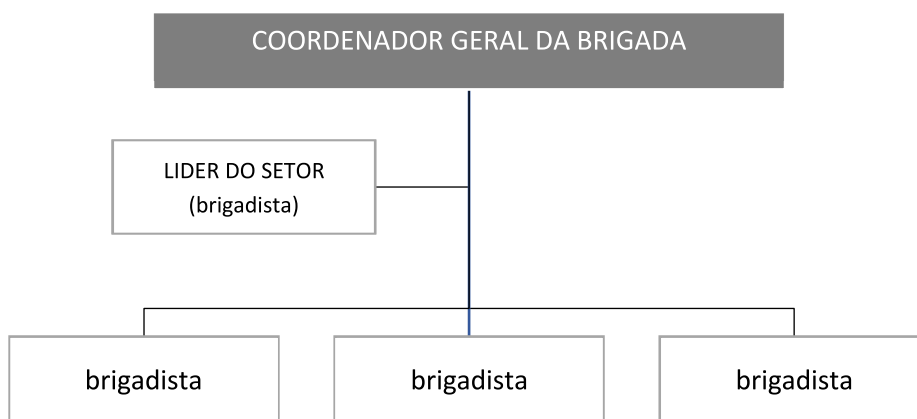 COORDENADOR GERAL DA BRIGADA
LIDER DO SETOR
(brigadista)
brigadista
brigadista
brigadista